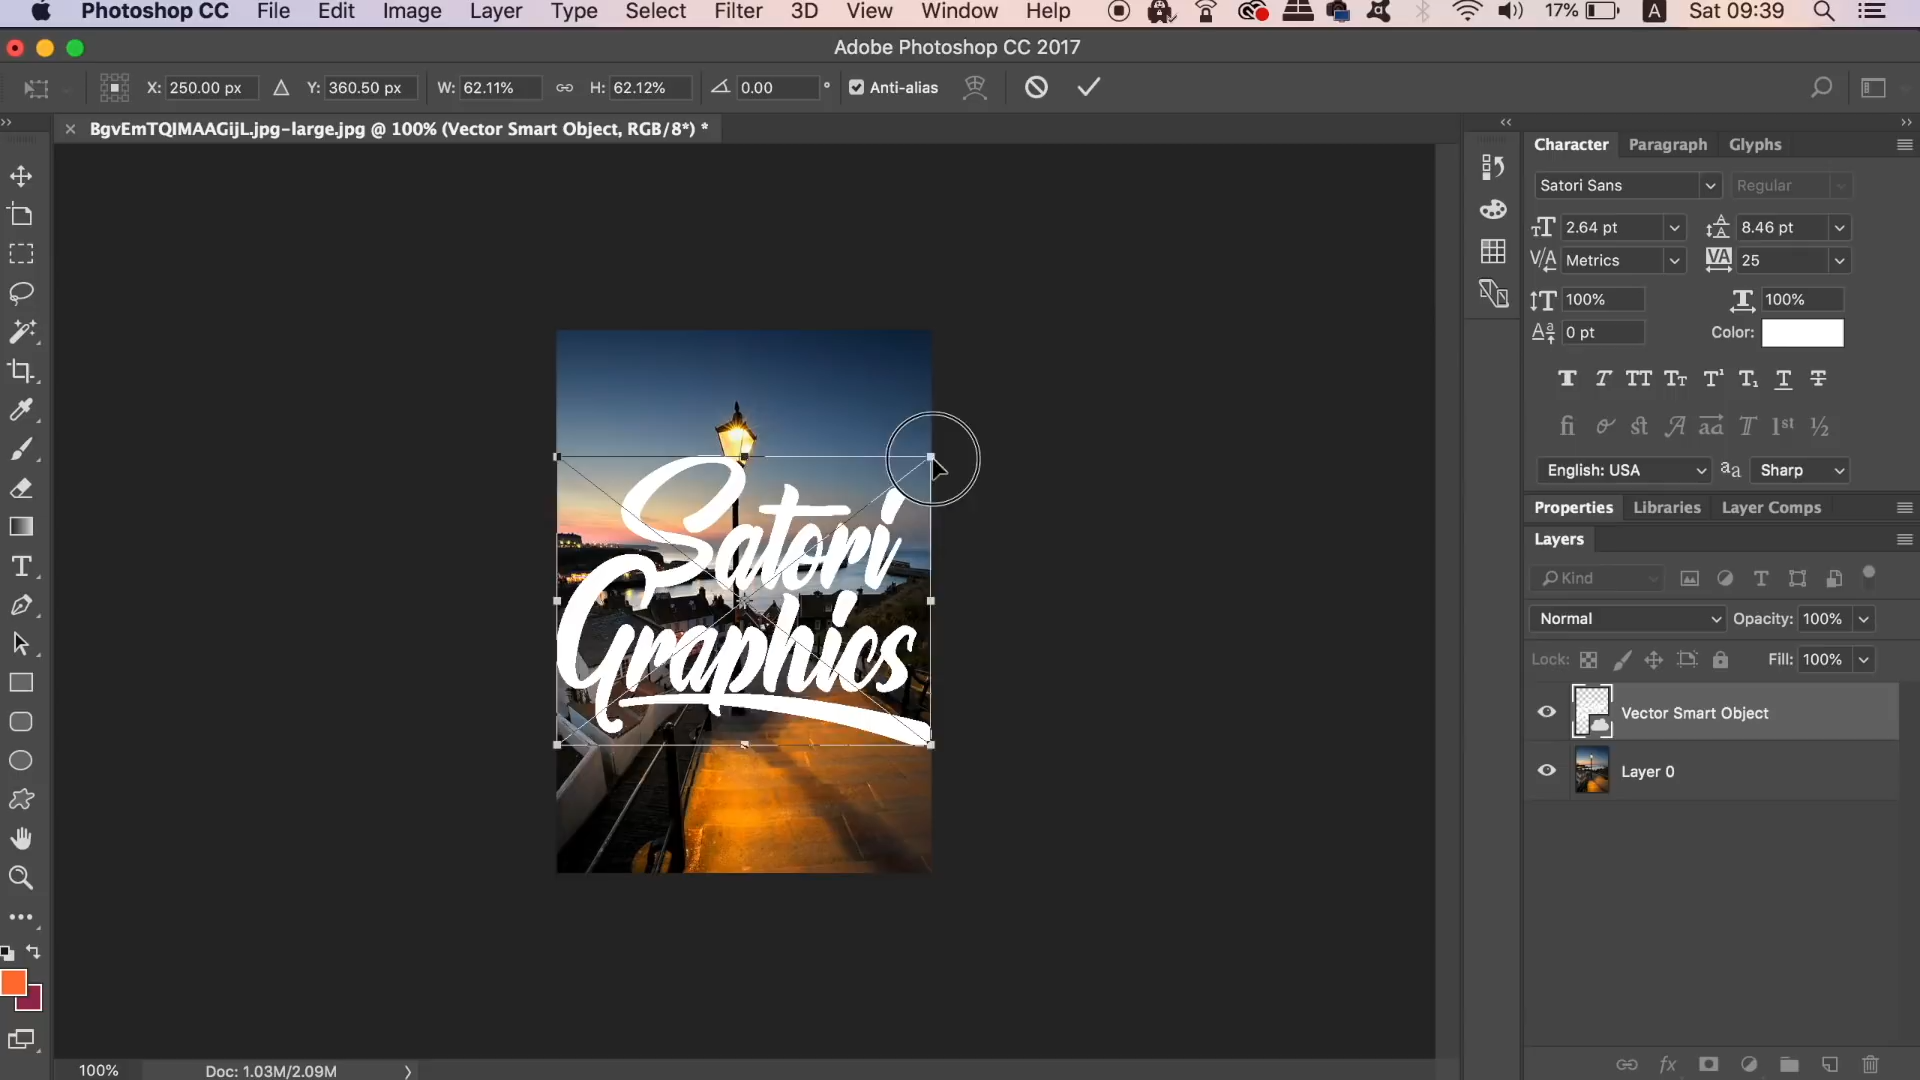 Photoshop CC File Edit Image Layer Type Select Filter 3D View Window Help 17% A Sat 09:39
Adobe Photoshop CC 2017
X: 250.00 px Y: 360.50 px W: 62.11% H: 62.12% 0.00 ° Anti-alias
BgvEmTQIMAAGijL.jpg-large.jpg @ 100% (Vector Smart Object, RGB/8*) *
Character Paragraph Glyphs
Satori Sans Regular
2.64 pt 8.46 pt
Metrics 25
100% 100%
0 pt Color:
English: USA Sharp
Properties Libraries Layer Comps
Layers
Kind
Normal Opacity: 100%
Lock: Fill: 100%
Vector Smart Object
Layer 0
Satori
Graphics
100% Doc: 1.03M/2.09M